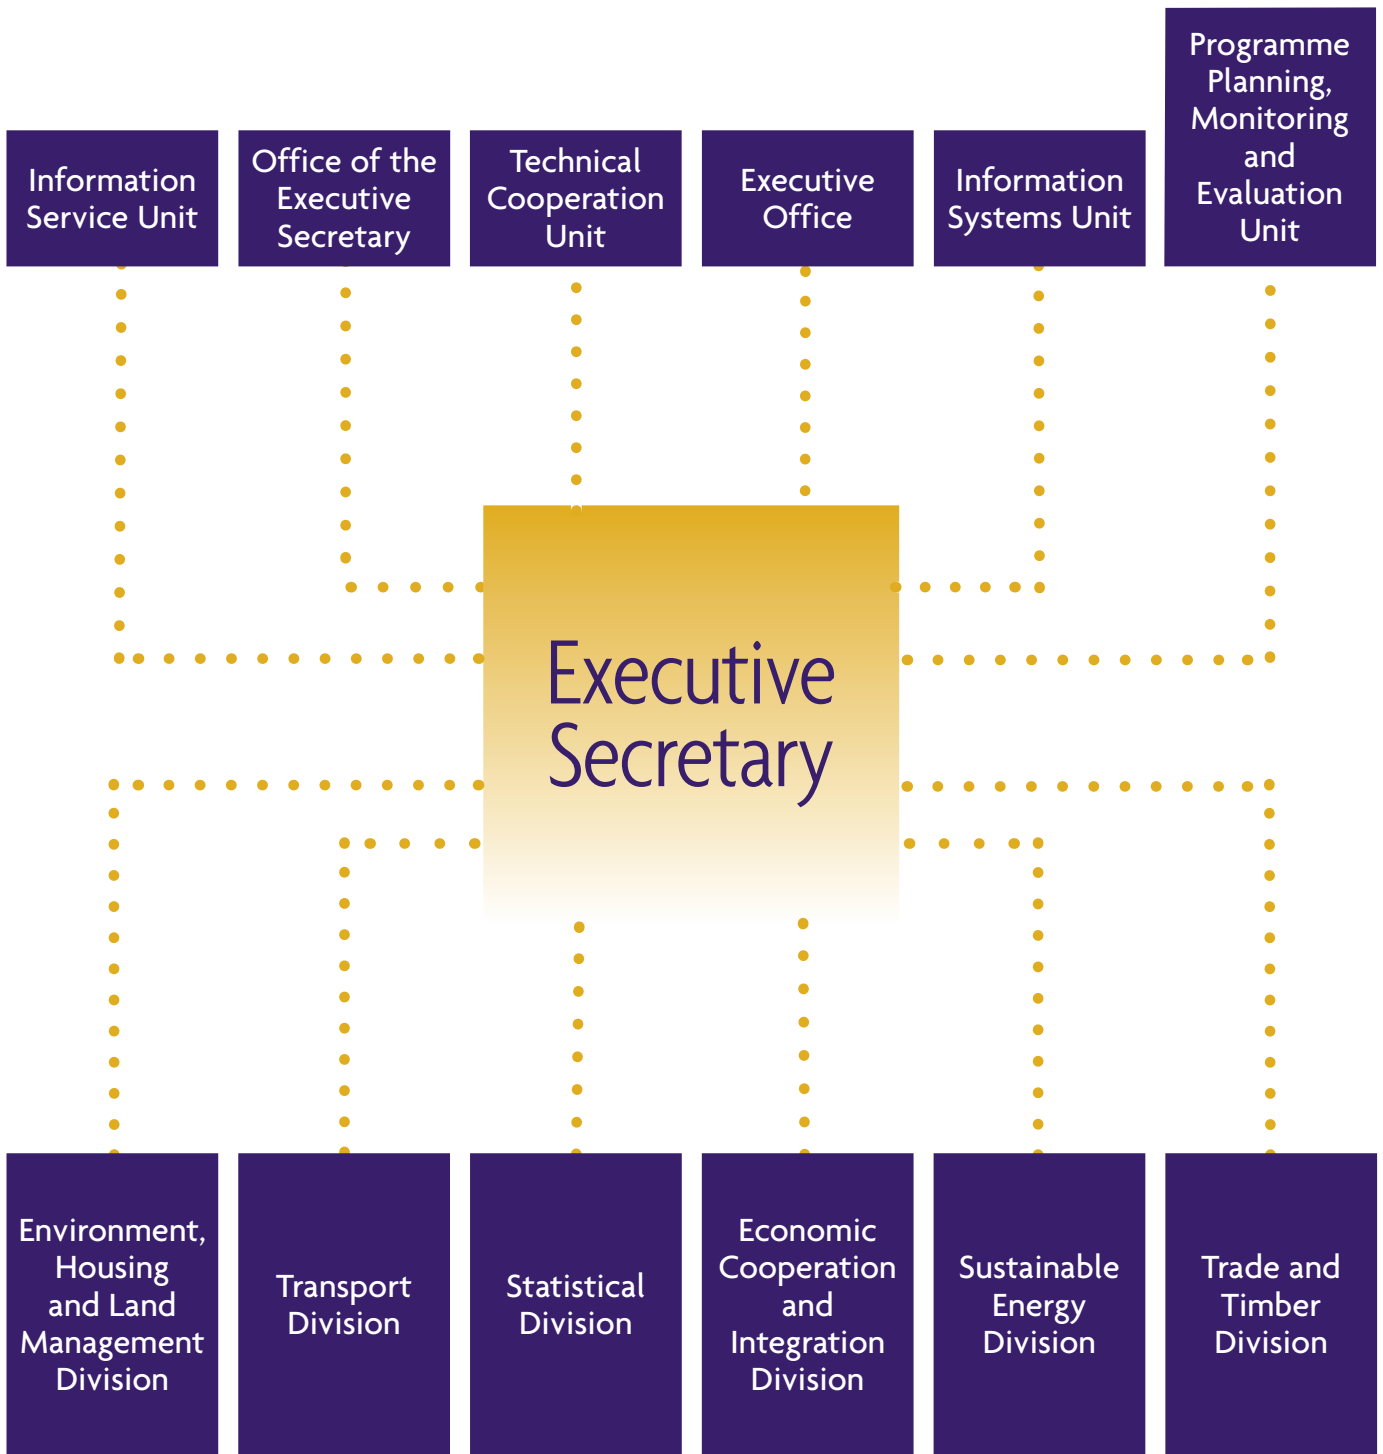 Information
Service Unit
Office of the
Executive
Secretary
Technical
Cooperation
Unit
Executive
Office
Information
Systems Unit
Programme
Planning,
Monitoring
and
Evaluation
Unit
Executive
Secretary
Environment,
Housing
and Land
Management
Division
Transport
Division
Statistical
Division
Economic
Cooperation
and
Integration
Division
Sustainable
Energy
Division
Trade and
Timber
Division